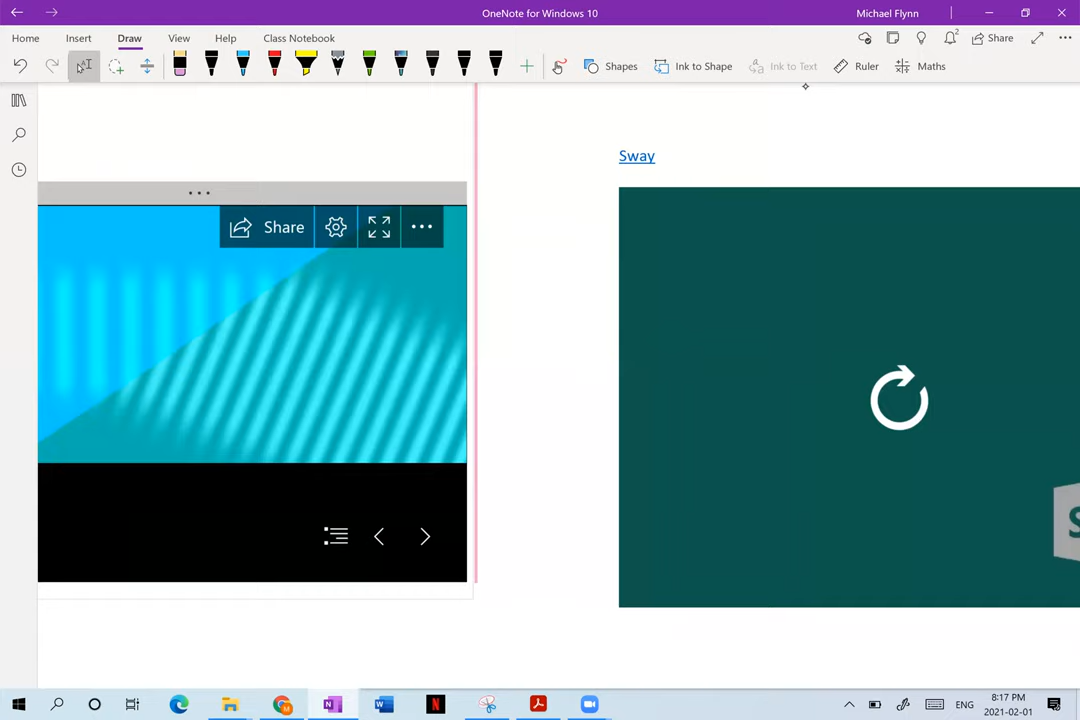 OneNote for Windows 10
Michael Flynn
Home
Insert
Draw
View
Help
Class Notebook
Share
Shapes
Ink to Shape
Ink to Text
Ruler
Maths
Sway
Share
S
ENG
8:17 PM
2021-02-01